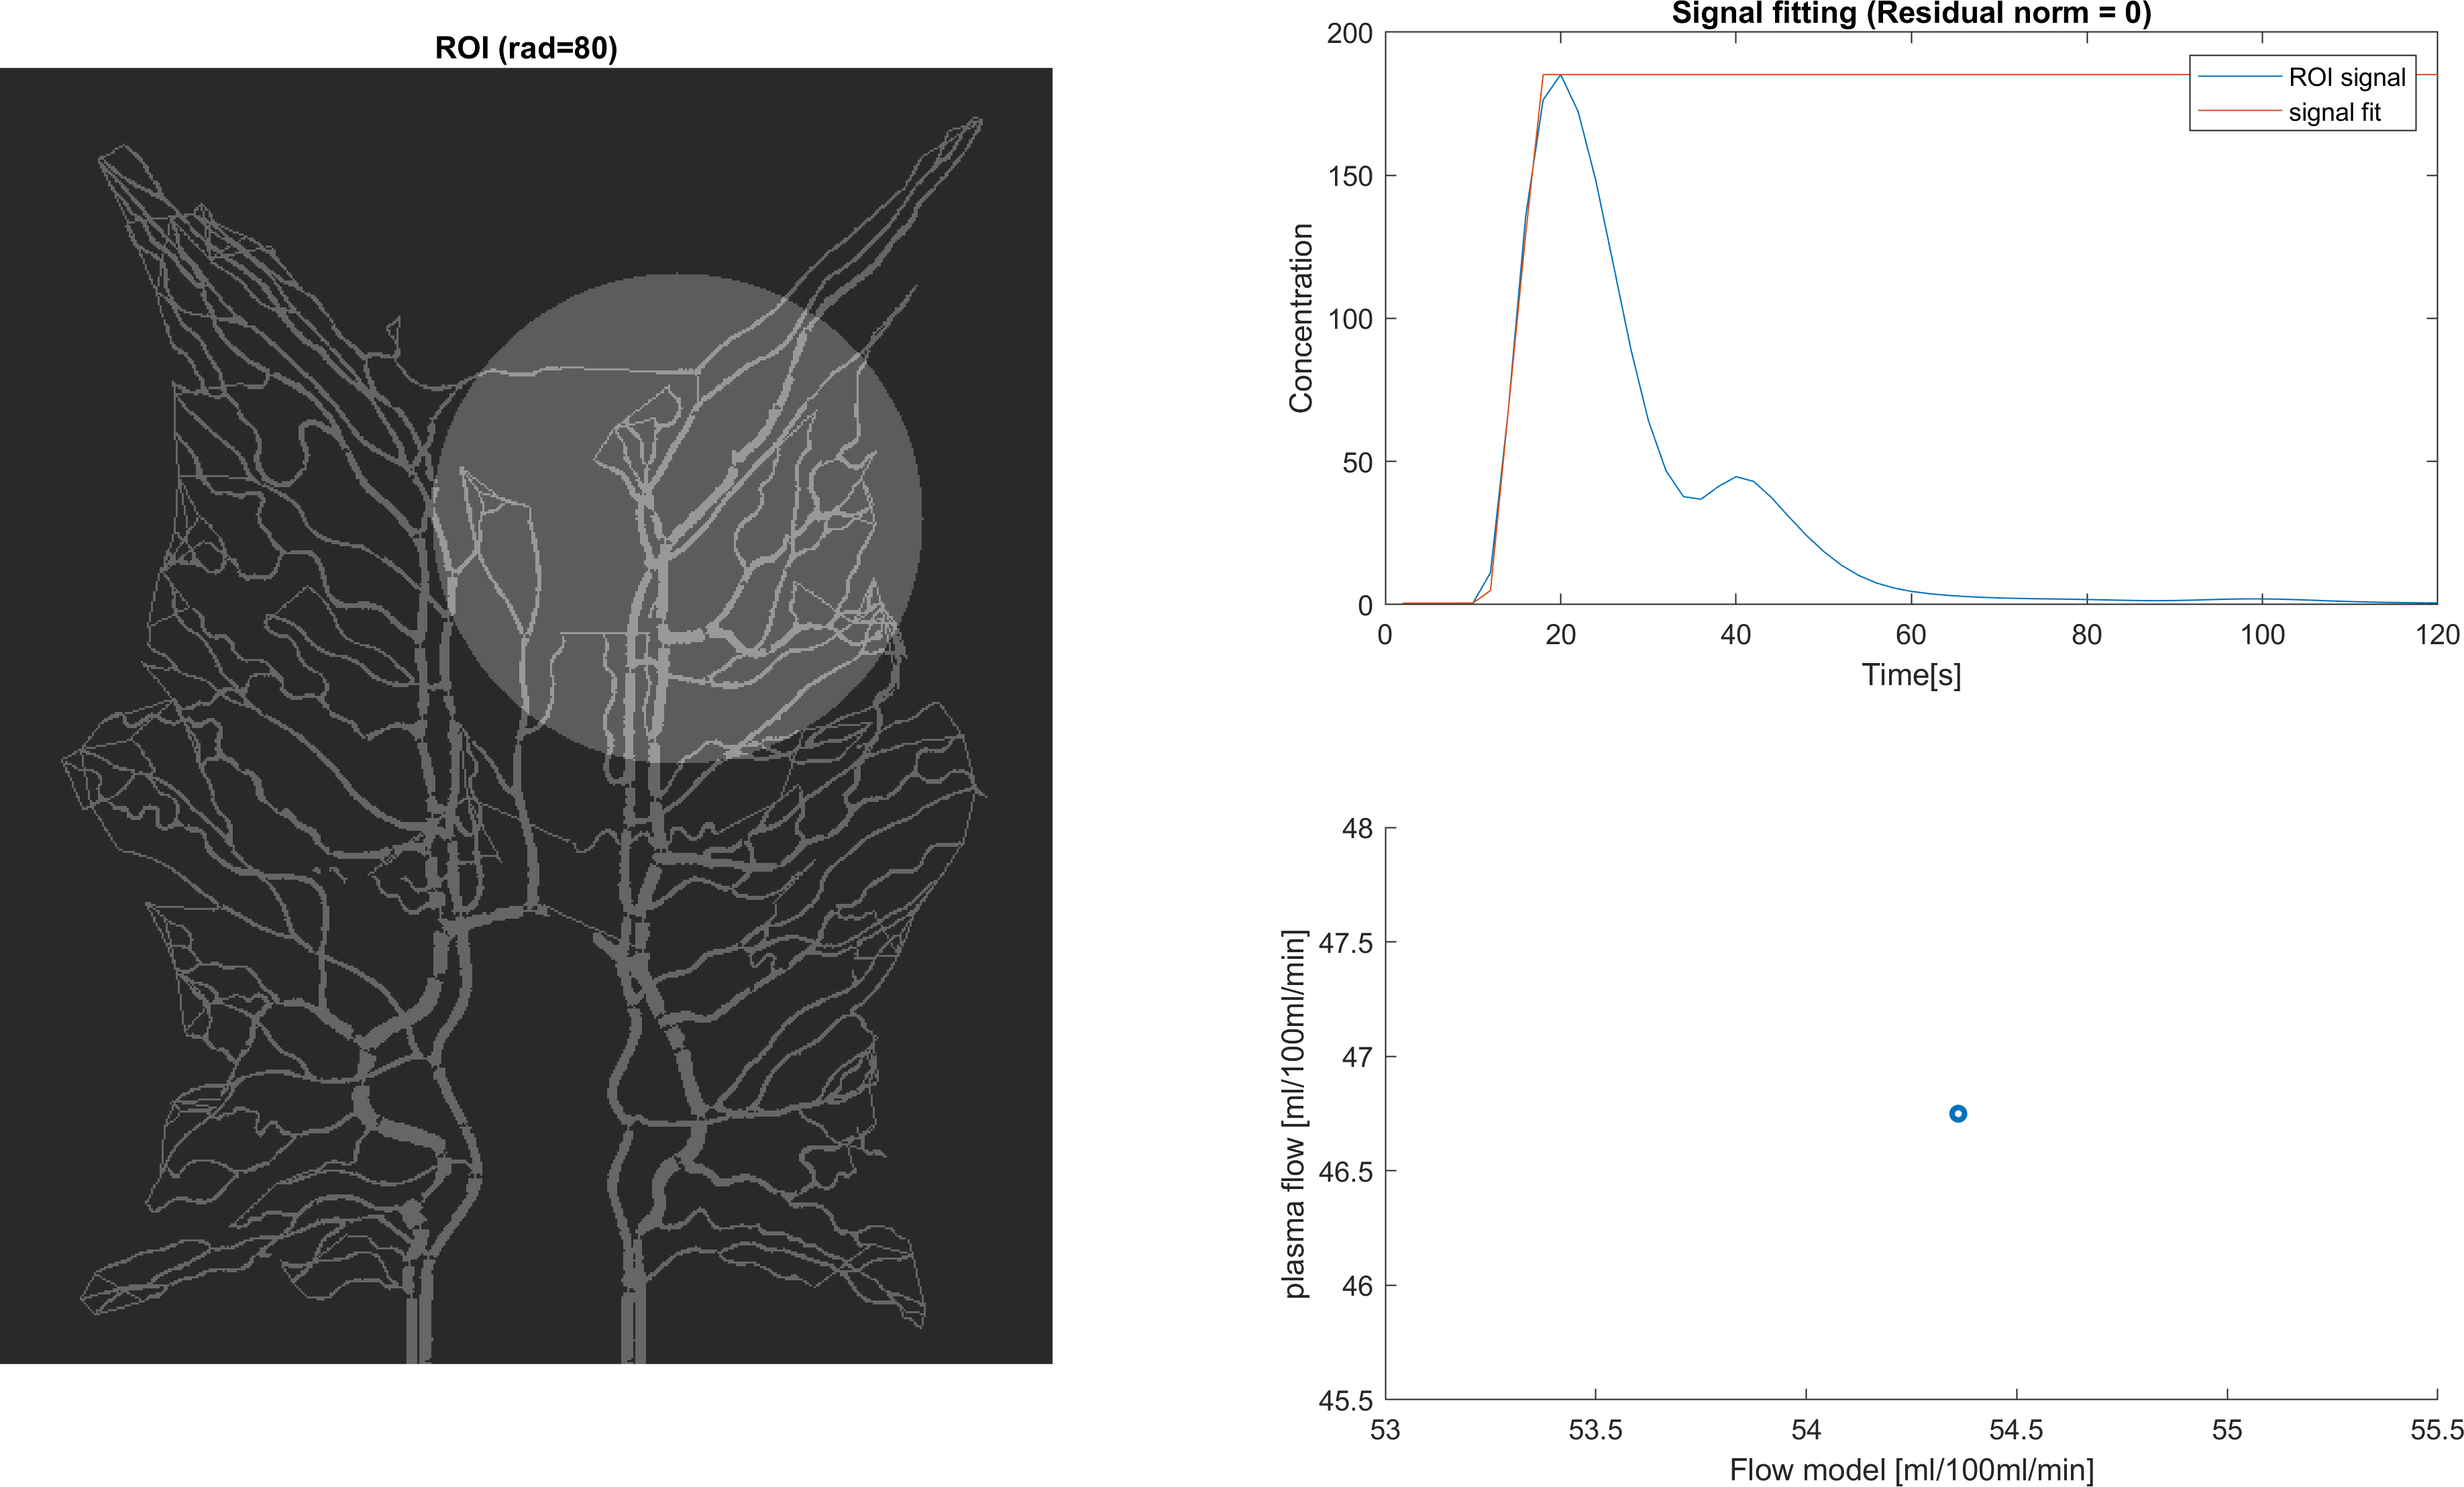 ROI (rad=80)
Signal fitting (Residual norm = 0)
200
150
100
50
0
Concentration
ROI signal
signal fit
0 20 40 60 80 100 120
Time[s]
48
47.5
47
46.5
46
45.5
plasma flow [ml/100ml/min]
53 53.5 54 54.5 55 55.5
Flow model [ml/100ml/min]